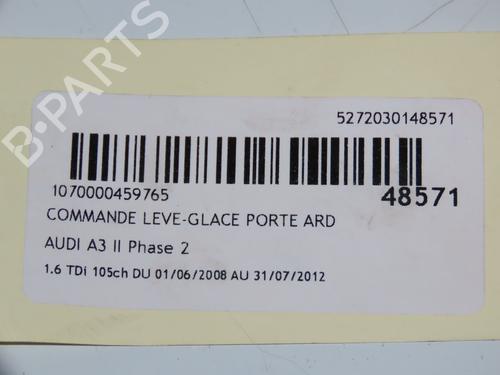 5272030148571
1070000459765
48571
COMMANDE LEVE-GLACE PORTE ARD
AUDI A3 II Phase 2
1.6 TDi 105ch DU 01/06/2008 AU 31/07/2012
B-PARTS